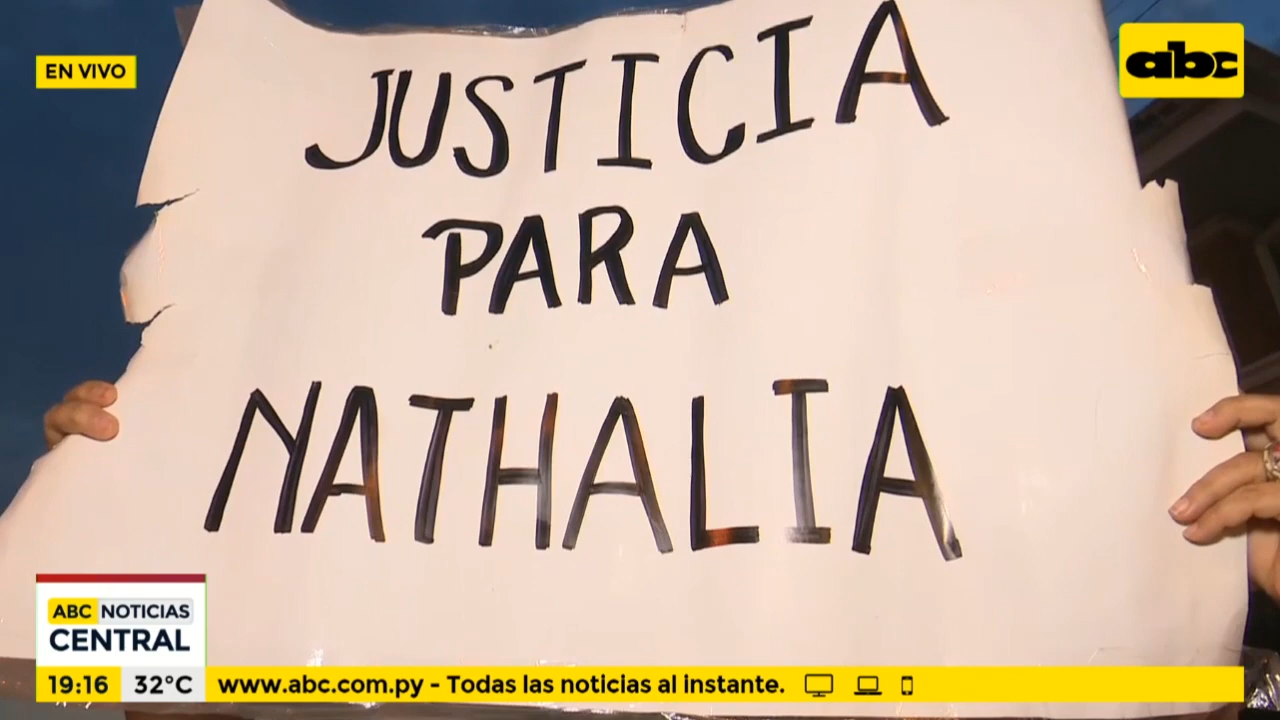 EN VIVO
abc
JUSTICIA
PARA
NATHALIA
ABC NOTICIAS
CENTRAL
19:16 32°C www.abc.com.py - Todas las noticias al instante.